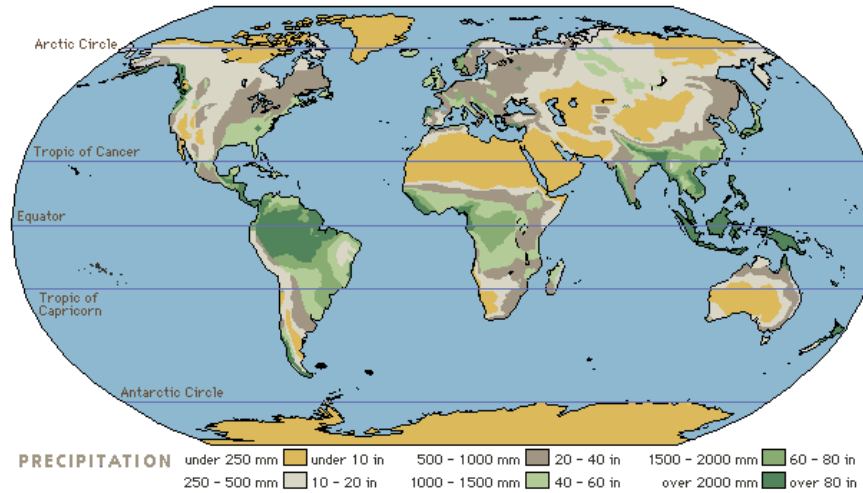 Arctic Circle
Tropic of Cancer
Equator
Tropic of
Capricorn
Antarctic Circle
PRECIPITATION under 250 mm under 10 in 500 - 1000 mm 20 - 40 in 1500 - 2000 mm 60 - 80 in
250 - 500 mm 10 - 20 in 1000 - 1500 mm 40 - 60 in over 2000 mm over 80 in